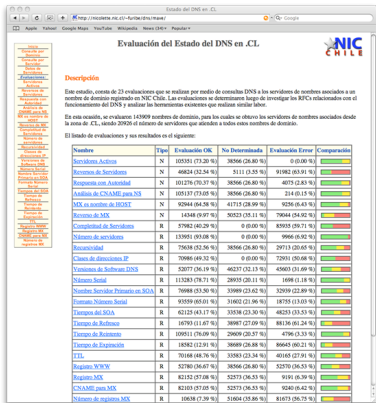 Estado del DNS en .CL
http://nicolette.nic.cl/~furibe/dns/mave/
Google
Apple Yahoo! Google Maps YouTube Wikipedia News (34) Popular
Evaluación del Estado del DNS en .CL
NIC
CHILE
Descripción
Este estudio, consta de 23 evaluaciones que se realizan por medio de consultas DNS a los servidores de nombres asociados a un
nombre de dominio registrado en NIC Chile. Las evaluaciones se determinaron luego de investigar los RFCs relacionados con el
funcionamiento del DNS y analizar las herramientas existentes que realizan similar labor.
En esta ocasión, se evaluaron 143909 nombres de dominio, para los cuales se obtuvo los servidores de nombres asociados desde
la zona de .CL, siendo 20926 el número de servidores que atienden a todos estos nombres de dominio.
El listado de evaluaciones y sus resultados es el siguiente:
Nombre Tipo Evaluación OK No Determinada Evaluación Error Comparación
Servidores Activos N 105351 (73.20 %) 38566 (26.80 %) 0 (0.00 %)
Reversos de Servidores N 46824 (32.54 %) 5111 (3.55 %) 91982 (63.91 %)
Respuesta con Autoridad N 101276 (70.37 %) 38566 (26.80 %) 4075 (2.83 %)
Análisis de CNAME para NX N 105137 (73.05 %) 38566 (26.80 %) 214 (0.15 %)
MX es nombre de HOST N 92944 (64.58 %) 41715 (28.99 %) 9256 (6.43 %)
Reverso de MX N 14348 (9.97 %) 50523 (35.11 %) 79044 (54.92 %)
Completitud de Servidores R 57982 (40.29 %) 0 (0.00 %) 85935 (59.71 %)
Número de servidores R 133951 (93.08 %) 0 (0.00 %) 9966 (6.92 %)
Recursividad R 75638 (52.56 %) 38566 (26.80 %) 29713 (20.65 %)
Clases de direcciones IP R 70986 (49.32 %) 0 (0.00 %) 72931 (50.68 %)
Versiones de Software DNS R 52077 (36.19 %) 46237 (32.13 %) 45603 (31.69 %)
Número Serial R 113283 (78.71 %) 28935 (20.11 %) 1698 (1.18 %)
Nombre Servidor Primario en SOA R 76988 (53.50 %) 33989 (23.62 %) 32939 (22.89 %)
Formato Número Serial R 93559 (65.01 %) 31602 (21.96 %) 18755 (13.03 %)
Tiempos del SOA R 62125 (43.17 %) 33538 (23.30 %) 48253 (33.53 %)
Tiempo de Refresco R 16793 (11.67 %) 38987 (27.09 %) 88136 (61.24 %)
Tiempo de Reintento R 109511 (76.09 %) 29609 (20.57 %) 4796 (3.33 %)
Tiempo de Expiración R 18582 (12.91 %) 38689 (26.88 %) 86645 (60.21 %)
TTL R 70168 (48.76 %) 33583 (23.34 %) 40165 (27.91 %)
Registro WWW R 52780 (36.67 %) 38566 (26.80 %) 52570 (36.53 %)
Registro MX R 82152 (57.08 %) 52573 (36.53 %) 9191 (6.39 %)
CNAME para MX R 82103 (57.05 %) 52573 (36.53 %) 9240 (6.42 %)
Número de registros MX R 10638 (7.39 %) 51604 (35.86 %) 81673 (56.75 %)